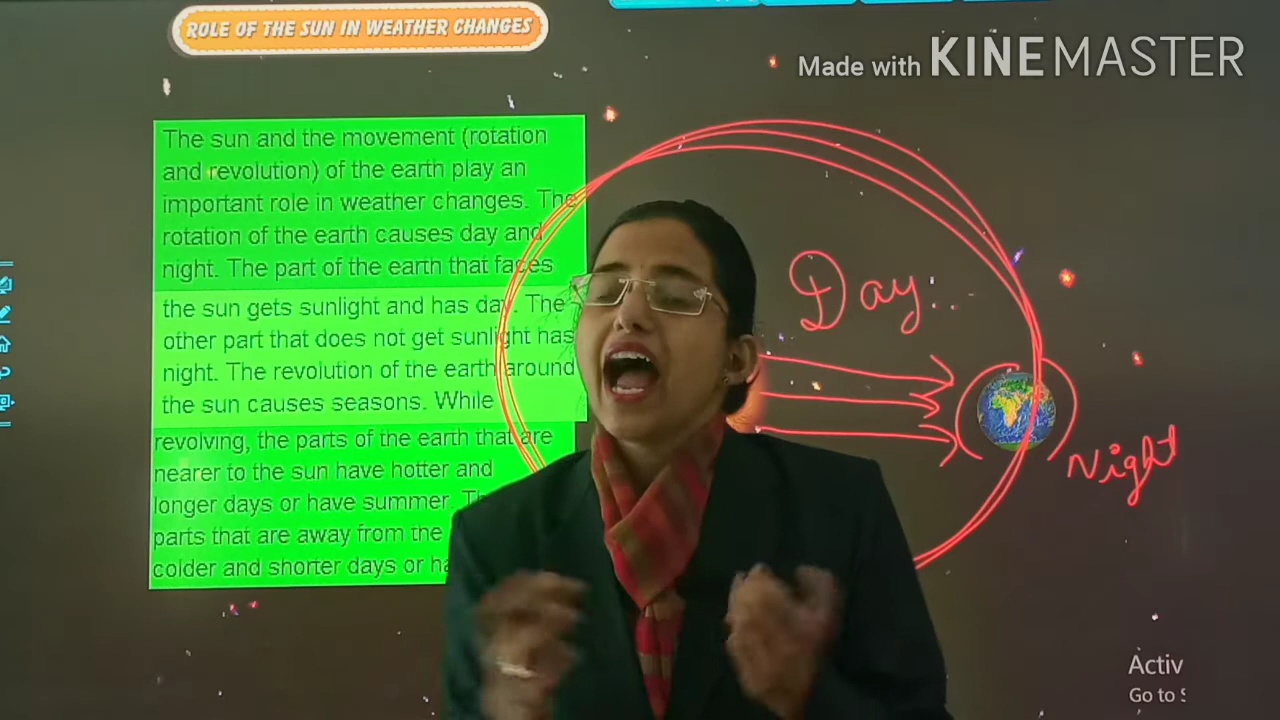 ROLE OF THE SUN IN WEATHER CHANGES
Made with KINEMASTER
The sun and the movement (rotation
and revolution) of the earth play an
important role in weather changes. The
rotation of the earth causes day and
night. The part of the earth that faces
the sun gets sunlight and has day. The
other part that does not get sunlight has
night. The revolution of the earth around
the sun causes seasons. While
revolving, the parts of the earth that are
nearer to the sun have hotter and
longer days or have summer.
parts that are away from the
colder and shorter days or
Day
Night
Activ
Go to S